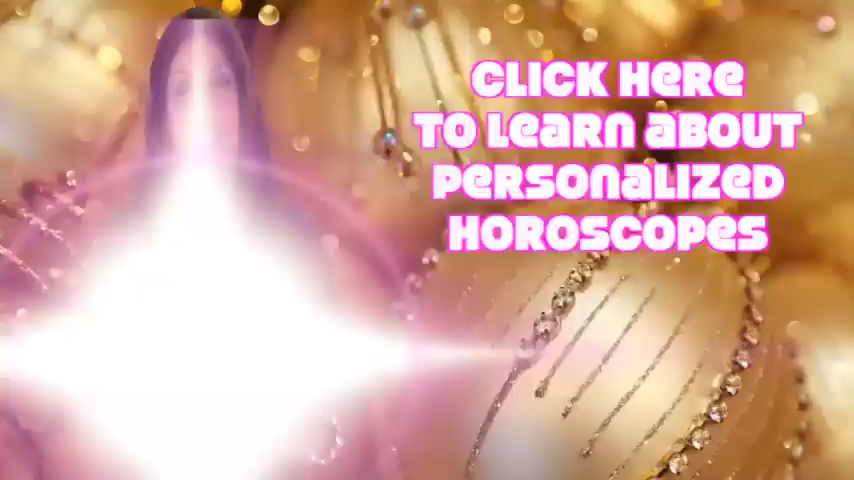 CLICK HERE
TO LEARN ABOUT
PERSONALIZED
HOROSCOPES